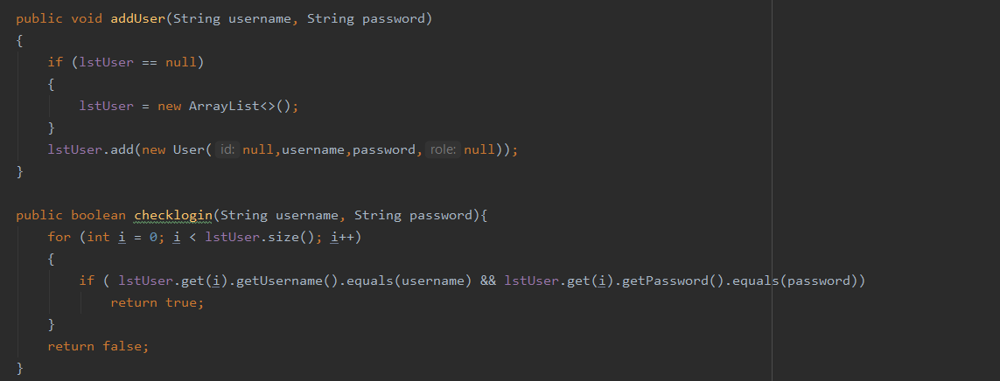 public void addUser(String username, String password)
{
if (lstUser == null)
{
lstUser = new ArrayList<>();
}
lstUser.add(new User( id: null,username,password, role: null));
}
public boolean checklogin(String username, String password){
for (int i = 0; i < lstUser.size(); i++)
{
if ( lstUser.get(i).getUsername().equals(username) && lstUser.get(i).getPassword().equals(password))
return true;
}
return false;
}